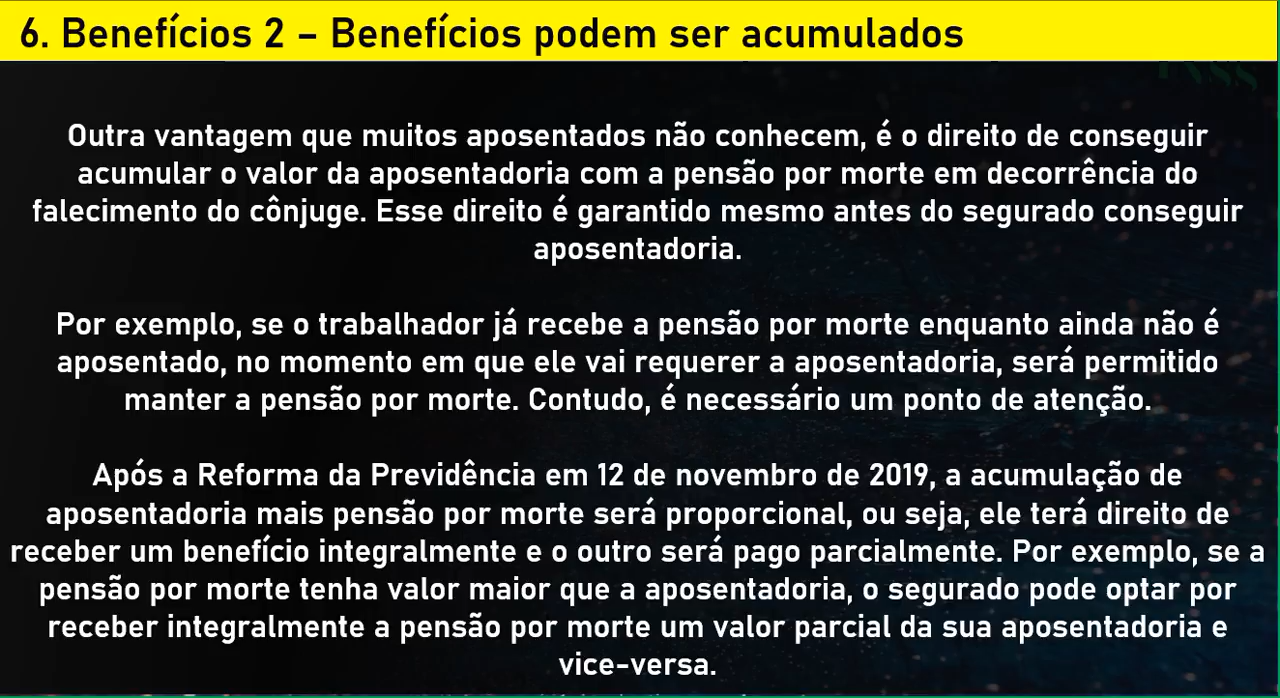 6. Benefícios 2 – Benefícios podem ser acumulados
Outra vantagem que muitos aposentados não conhecem, é o direito de conseguir
acumular o valor da aposentadoria com a pensão por morte em decorrência do
falecimento do cônjuge. Esse direito é garantido mesmo antes do segurado conseguir
aposentadoria.
Por exemplo, se o trabalhador já recebe a pensão por morte enquanto ainda não é
aposentado, no momento em que ele vai requerer a aposentadoria, será permitido
manter a pensão por morte. Contudo, é necessário um ponto de atenção.
Após a Reforma da Previdência em 12 de novembro de 2019, a acumulação de
aposentadoria mais pensão por morte será proporcional, ou seja, ele terá direito de
receber um benefício integralmente e o outro será pago parcialmente. Por exemplo, se a
pensão por morte tenha valor maior que a aposentadoria, o segurado pode optar por
receber integralmente a pensão por morte um valor parcial da sua aposentadoria e
vice-versa.